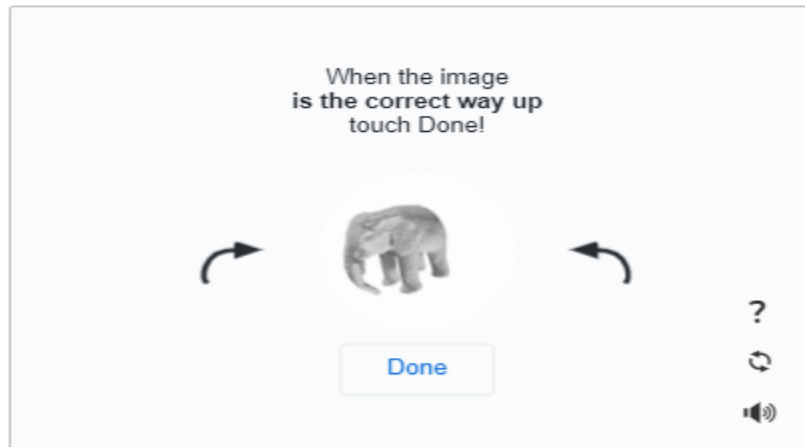 When the image
is the correct way up
touch Done!
Done
?